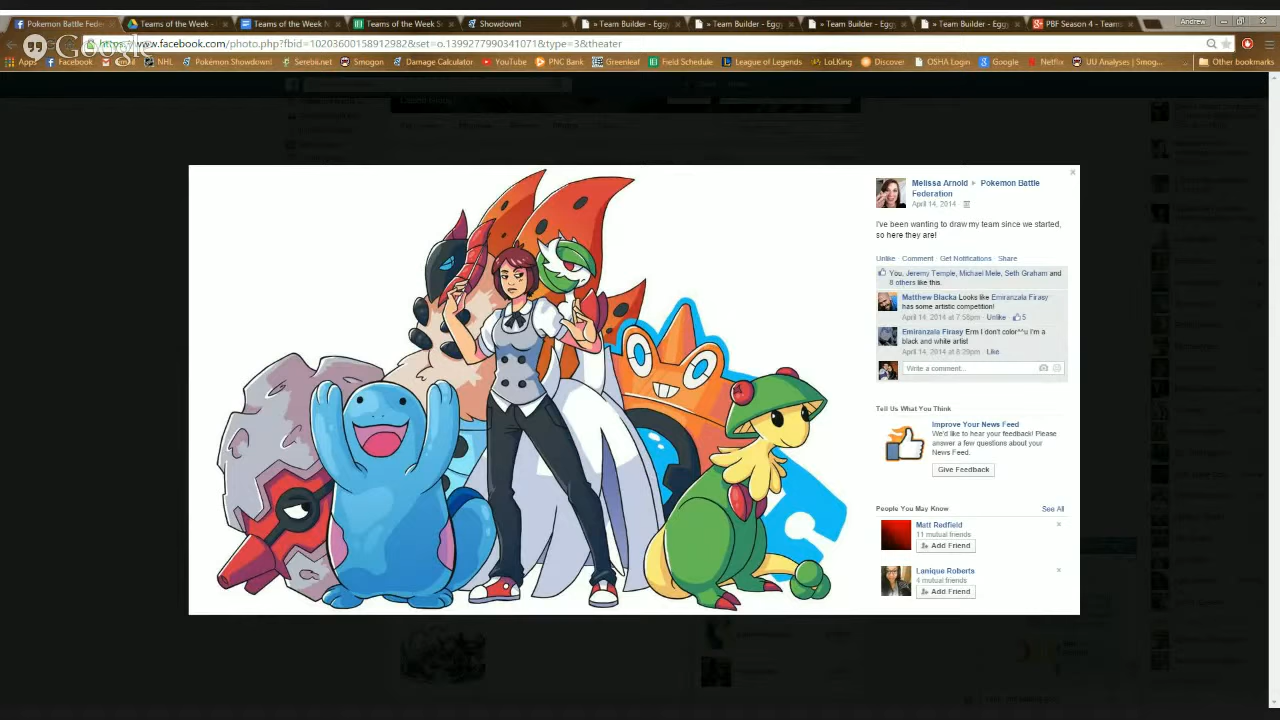 Pokemon Battle Fede
Teams of the Week -
Teams of the Week N
Teams of the Week S
Showdown!
» Team Builder - Egg
» Team Builder - Egg
» Team Builder - Egg
» Team Builder - Egg
PBF Season 4 - Team
Andrew
Google
https://www.facebook.com/photo.php?fbid=10203600158912982&set=o.1399277990341071&type=3&theater
Apps Facebook Gmail NHL Pokémon Showdown! Serebii.net Smogon Damage Calculator YouTube PNC Bank Greenleaf Field Schedule League of Legends LoLKing Discover OSHA Login Google Netflix UU Analyses | Smog... Other bookmarks
Melissa Arnold ▸ Pokemon Battle
Federation
April 14, 2014
I've been wanting to draw my team since we started,
so here they are!
Unlike · Comment · Get Notifications · Share
You, Jeremy Temple, Michael Mele, Seth Graham and
8 others like this.
Matthew Blacka Looks like Emiranzala Firasy
has some artistic competition!
April 14, 2014 at 7:58pm · Unlike · 5
Emiranzala Firasy Erm I don't color^^u i'm a
black and white artist
April 14, 2014 at 8:29pm · Like
Write a comment...
Tell Us What You Think
Improve Your News Feed
We'd like to hear your feedback! Please
answer a few questions about your
News Feed.
Give Feedback
People You May Know
See All
Matt Redfield
11 mutual friends
Add Friend
Lanique Roberts
4 mutual friends
Add Friend